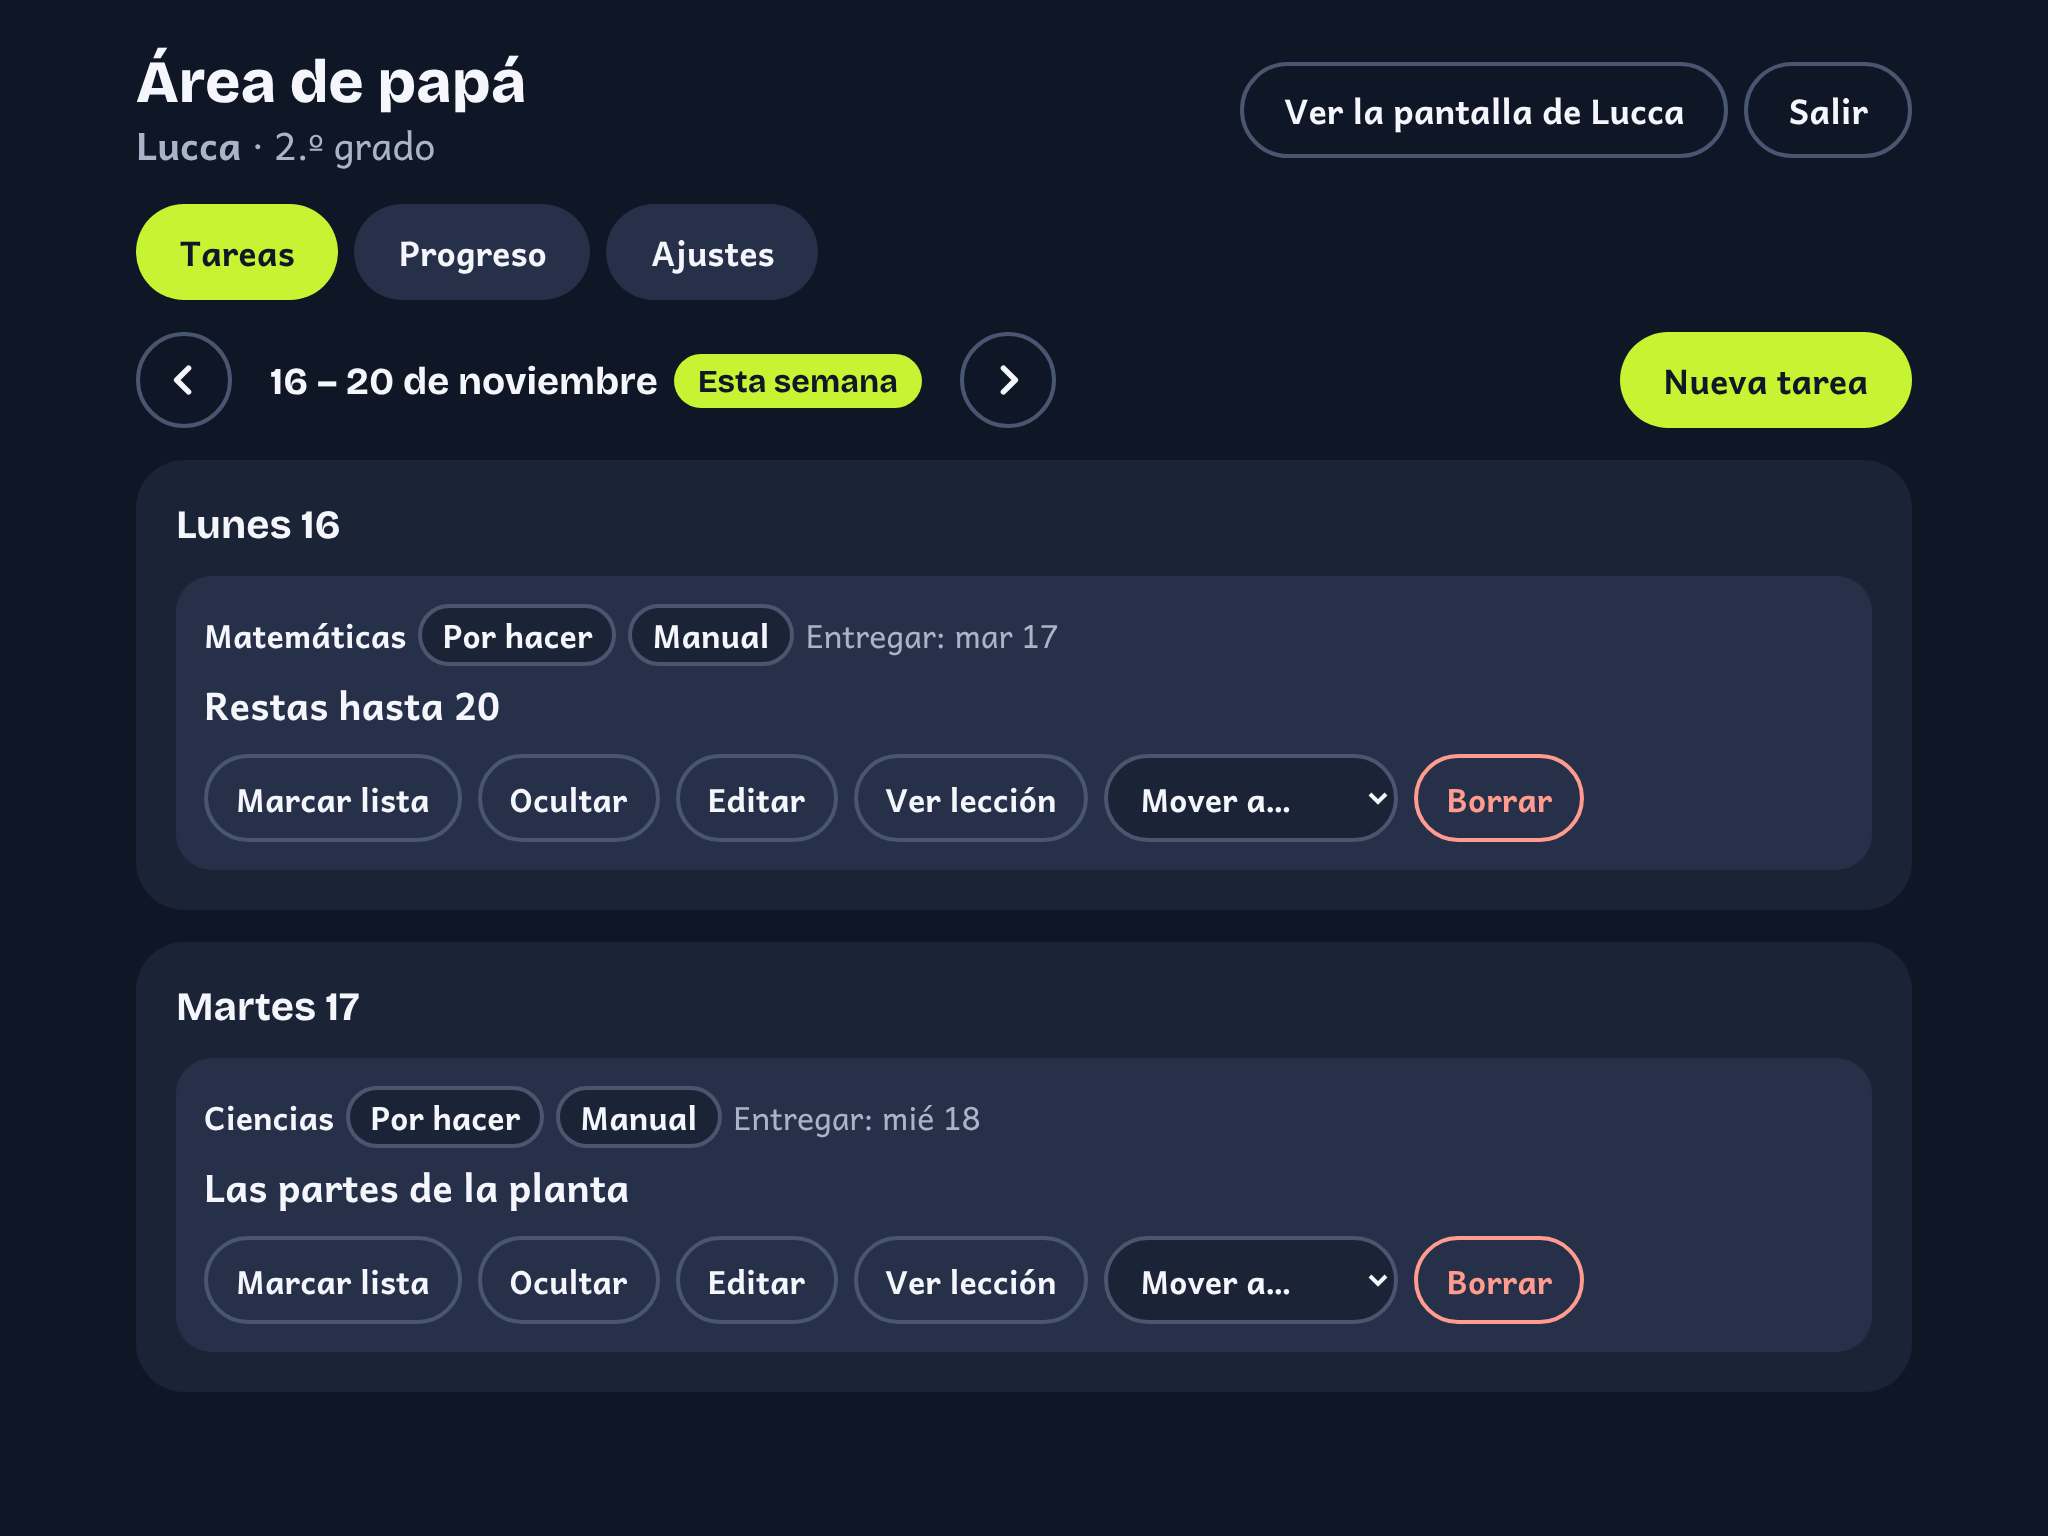 Área de papá
Lucca · 2.º grado
Ver la pantalla de Lucca
Salir
Tareas
Progreso
Ajustes
16 – 20 de noviembre
Esta semana
Nueva tarea
Lunes 16
Matemáticas Por hacer Manual Entregar: mar 17
Restas hasta 20
Marcar lista Ocultar Editar Ver lección Mover a... Borrar
Martes 17
Ciencias Por hacer Manual Entregar: mié 18
Las partes de la planta
Marcar lista Ocultar Editar Ver lección Mover a... Borrar